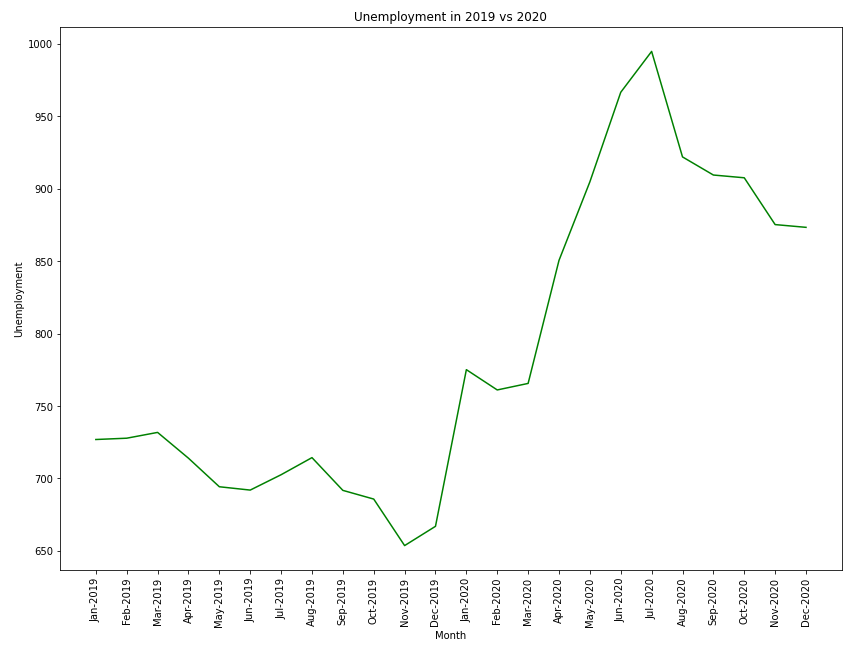 Unemployment in 2019 vs 2020
Unemployment
1000
950
900
850
800
750
700
650
Jan-2019
Feb-2019
Mar-2019
Apr-2019
May-2019
Jun-2019
Jul-2019
Aug-2019
Sep-2019
Oct-2019
Nov-2019
Dec-2019
Jan-2020
Feb-2020
Mar-2020
Apr-2020
May-2020
Jun-2020
Jul-2020
Aug-2020
Sep-2020
Oct-2020
Nov-2020
Dec-2020
Month